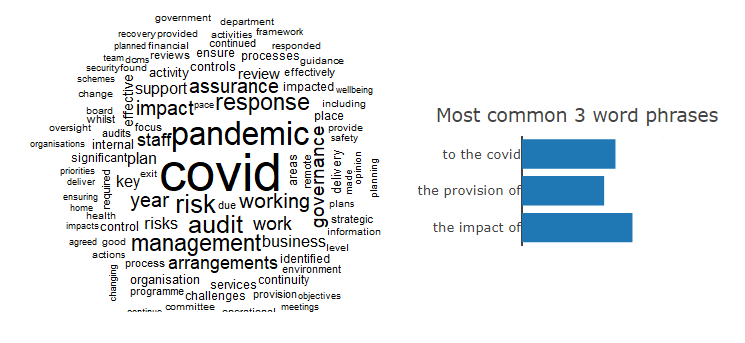 government
department
recovery provided activities framework
planned financial continued responded
team dcms reviews ensure processes
security found activity controls review guidance
schemes effectively
change support assurance impacted wellbeing
effective
board impact pace response including
whilst place
oversight audits focus pandemic provide
organisations internal staff safety
significant plan covid governance
priorities exit areas remote delivery made opinion planning
deliver key
required
ensuring year risk due working plans
home
health strategic
impacts control risks audit work information
agreed good management business level
actions
changing process arrangements identified
environment
organisation services continuity
programme challenges provision objectives
continue committee operational meetings
Most common 3 word phrases
to the covid
the provision of
the impact of